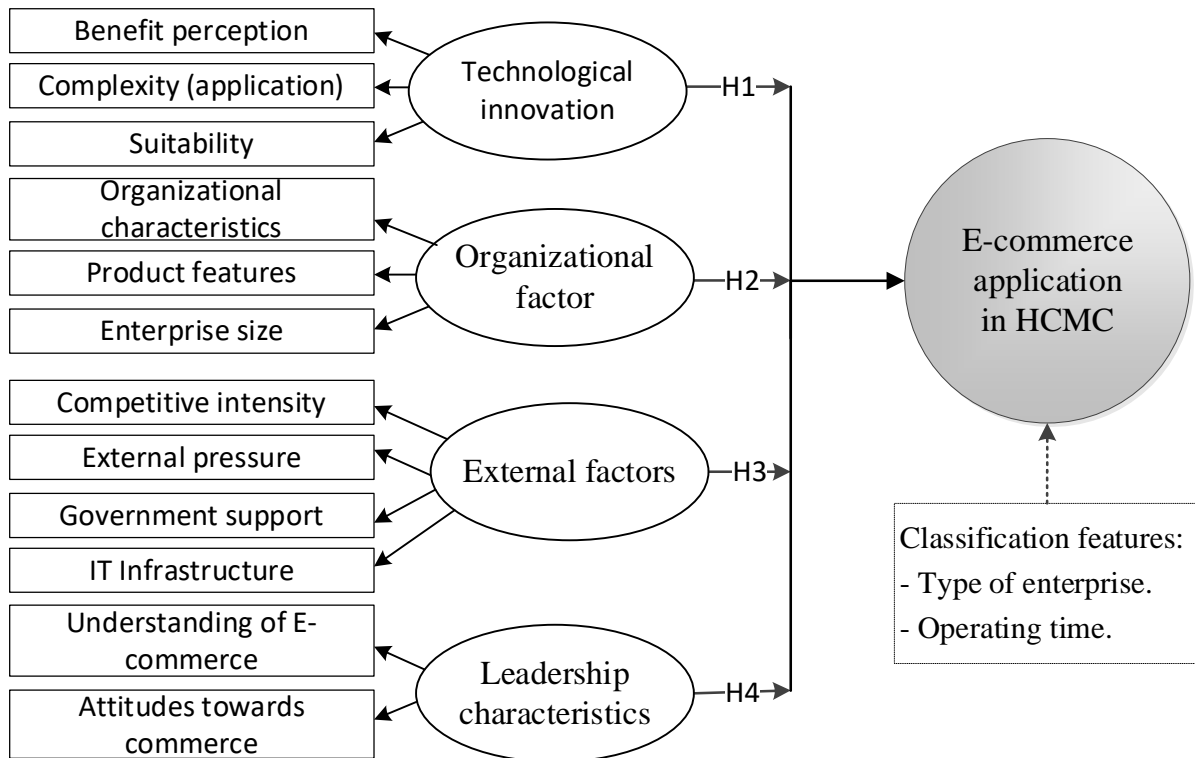 Benefit perception
Complexity (application)
Suitability
Technological
innovation
H1
Organizational
characteristics
Product features
Enterprise size
Organizational
factor
H2
Competitive intensity
External pressure
Government support
IT Infrastructure
External factors
H3
Understanding of E-
commerce
Attitudes towards
commerce
Leadership
characteristics
H4
E-commerce
application
in HCMC
Classification features:
- Type of enterprise.
- Operating time.